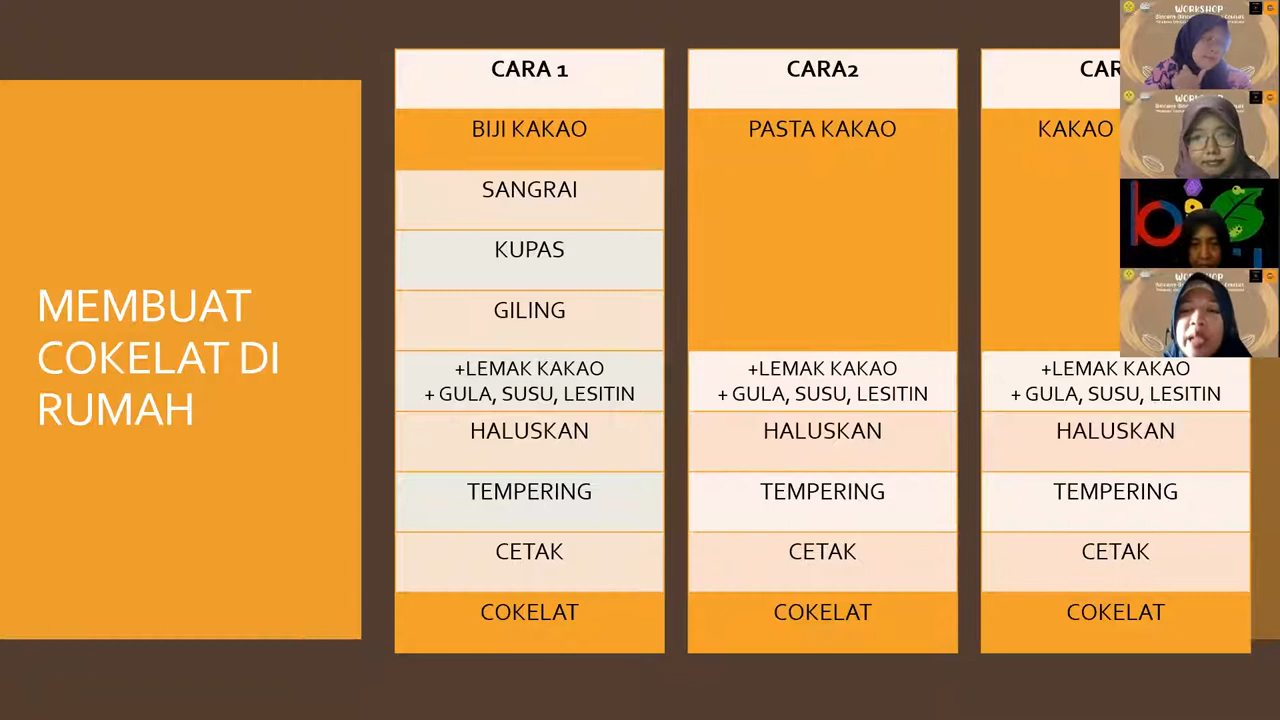 MEMBUAT
COKELAT DI
RUMAH
CARA 1
BIJI KAKAO
SANGRAI
KUPAS
GILING
+LEMAK KAKAO
+ GULA, SUSU, LESITIN
HALUSKAN
TEMPERING
CETAK
COKELAT
CARA2
PASTA KAKAO
+LEMAK KAKAO
+ GULA, SUSU, LESITIN
HALUSKAN
TEMPERING
CETAK
COKELAT
KAKAO
+LEMAK KAKAO
+ GULA, SUSU, LESITIN
HALUSKAN
TEMPERING
CETAK
COKELAT
WORKSHOP
WORKSHOP